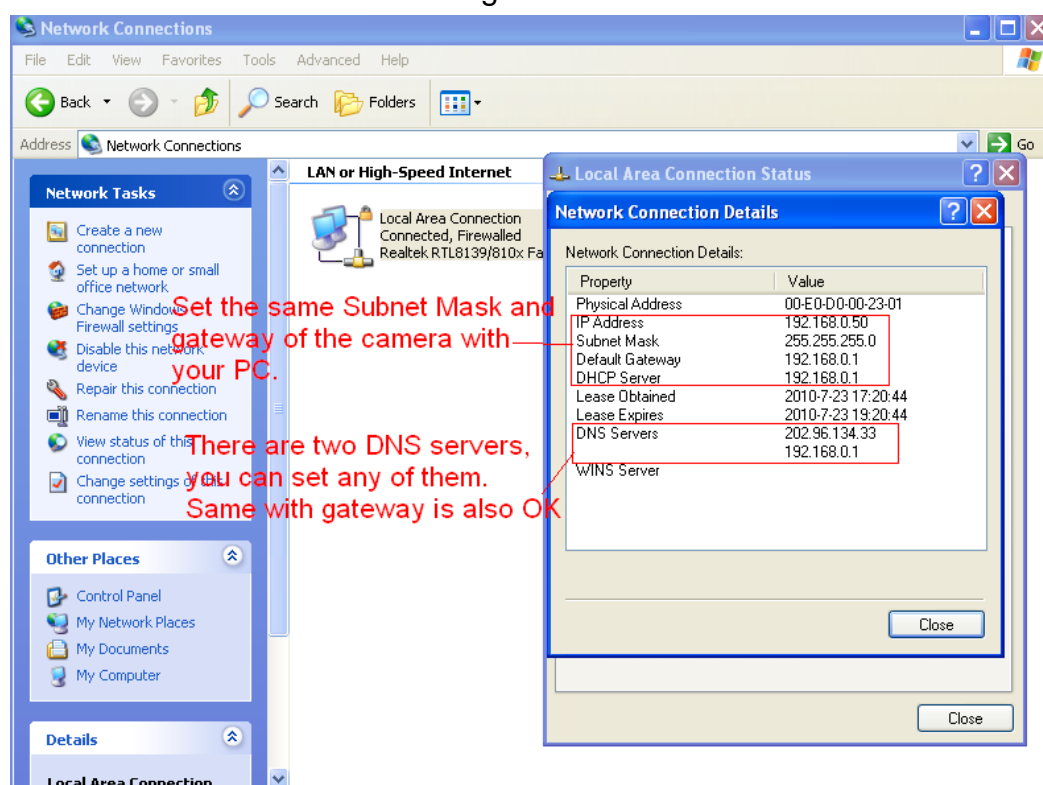 Network Connections
File Edit View Favorites Tools Advanced Help
Back Search Folders
Address Network Connections Go
Network Tasks
Create a new
connection
Set up a home or small
office network
Change Windows
Firewall settings
Disable this network
device
Repair this connection
Rename this connection
View status of this
connection
Change settings of this
connection
Other Places
Control Panel
My Network Places
My Documents
My Computer
Details
Local Area Connection
LAN or High-Speed Internet
Local Area Connection
Connected, Firewalled
Realtek RTL8139/810x Fa
Set the same Subnet Mask and
gateway of the camera with
your PC.
There are two DNS servers,
you can set any of them.
Same with gateway is also OK
Local Area Connection Status
Network Connection Details
Network Connection Details:
Property Value
Physical Address 00-E0-D0-00-23-01
IP Address 192.168.0.50
Subnet Mask 255.255.255.0
Default Gateway 192.168.0.1
DHCP Server 192.168.0.1
Lease Obtained 2010-7-23 17:20:44
Lease Expires 2010-7-23 19:20:44
DNS Servers 202.96.134.33
192.168.0.1
WINS Server
Close
Close